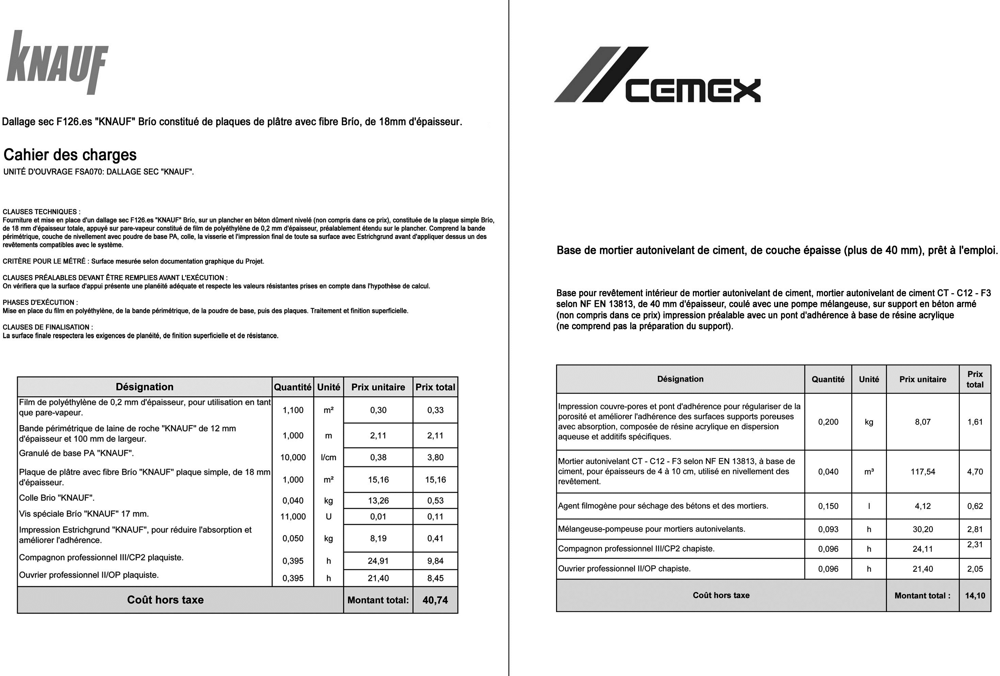 KNAUF
Dallage sec F126.es "KNAUF" Brío constitué de plaques de plâtre avec fibre Brío, de 18mm d'épaisseur.
Cahier des charges
UNITÉ D'OUVRAGE FSA070: DALLAGE SEC "KNAUF".
CLAUSES TECHNIQUES :
Fourniture et mise en place d'un dallage sec F126.es "KNAUF" Brío, sur un plancher en béton dûment nivelé (non compris dans ce prix), constituée de la plaque simple Brío,
de 18 mm d'épaisseur totale, appuyé sur pare-vapeur constitué de film de polyéthylène de 0,2 mm d'épaisseur, préalablement étendu sur le plancher. Comprend la bande
périmétrique, couche de nivellement avec poudre de base PA, colle, la visserie et l'impression final de toute sa surface avec Estrichgrund avant d'appliquer dessus un des
revêtements compatibles avec le système.
CRITÈRE POUR LE MÉTRÉ : Surface mesurée selon documentation graphique du Projet.
CLAUSES PRÉALABLES DEVANT ÊTRE REMPLIES AVANT L'EXÉCUTION :
On vérifiera que la surface d'appui présente une planéité adéquate et respecte les valeurs résistantes prises en compte dans l'hypothèse de calcul.
PHASES D'EXÉCUTION :
Mise en place du film en polyéthylène, de la bande périmétrique, de la poudre de base, puis des plaques. Traitement et finition superficielle.
CLAUSES DE FINALISATION :
La surface finale respectera les exigences de planéité, de finition superficielle et de résistance.
Désignation Quantité Unité Prix unitaire Prix total
Film de polyéthylène de 0,2 mm d'épaisseur, pour utilisation en tant
que pare-vapeur. 1,100 m² 0,30 0,33
Bande périmétrique de laine de roche "KNAUF" de 12 mm
d'épaisseur et 100 mm de largeur. 1,000 m 2,11 2,11
Granulé de base PA "KNAUF". 10,000 l/cm 0,38 3,80
Plaque de plâtre avec fibre Brío "KNAUF" plaque simple, de 18 mm
d'épaisseur. 1,000 m² 15,16 15,16
Colle Brio "KNAUF". 0,040 kg 13,26 0,53
Vis spéciale Brío "KNAUF" 17 mm. 11,000 U 0,01 0,11
Impression Estrichgrund "KNAUF", pour réduire l'absorption et
améliorer l'adhérence. 0,050 kg 8,19 0,41
Compagnon professionnel III/CP2 plaquiste. 0,395 h 24,91 9,84
Ouvrier professionnel II/OP plaquiste. 0,395 h 21,40 8,45
Coût hors taxe Montant total: 40,74
CEMEX
Base de mortier autonivelant de ciment, de couche épaisse (plus de 40 mm), prêt à l'emploi.
Base pour revêtement intérieur de mortier autonivelant de ciment, mortier autonivelant de ciment CT - C12 - F3
selon NF EN 13813, de 40 mm d'épaisseur, coulé avec une pompe mélangeuse, sur support en béton armé
(non compris dans ce prix) impression préalable avec un pont d'adhérence à base de résine acrylique
(ne comprend pas la préparation du support).
Désignation Quantité Unité Prix unitaire Prix
total
Impression couvre-pores et pont d'adhérence pour régulariser de la
porosité et améliorer l'adhérence des surfaces supports poreuses
avec absorption, composée de résine acrylique en dispersion
aqueuse et additifs spécifiques. 0,200 kg 8,07 1,61
Mortier autonivelant CT - C12 - F3 selon NF EN 13813, à base de
ciment, pour épaisseurs de 4 à 10 cm, utilisé en nivellement des
revêtement. 0,040 m³ 117,54 4,70
Agent filmogène pour séchage des bétons et des mortiers. 0,150 l 4,12 0,62
Mélangeuse-pompeuse pour mortiers autonivelants. 0,093 h 30,20 2,81
Compagnon professionnel III/CP2 chapiste. 0,096 h 24,11 2,31
Ouvrier professionnel II/OP chapiste. 0,096 h 21,40 2,05
Coût hors taxe Montant total : 14,10